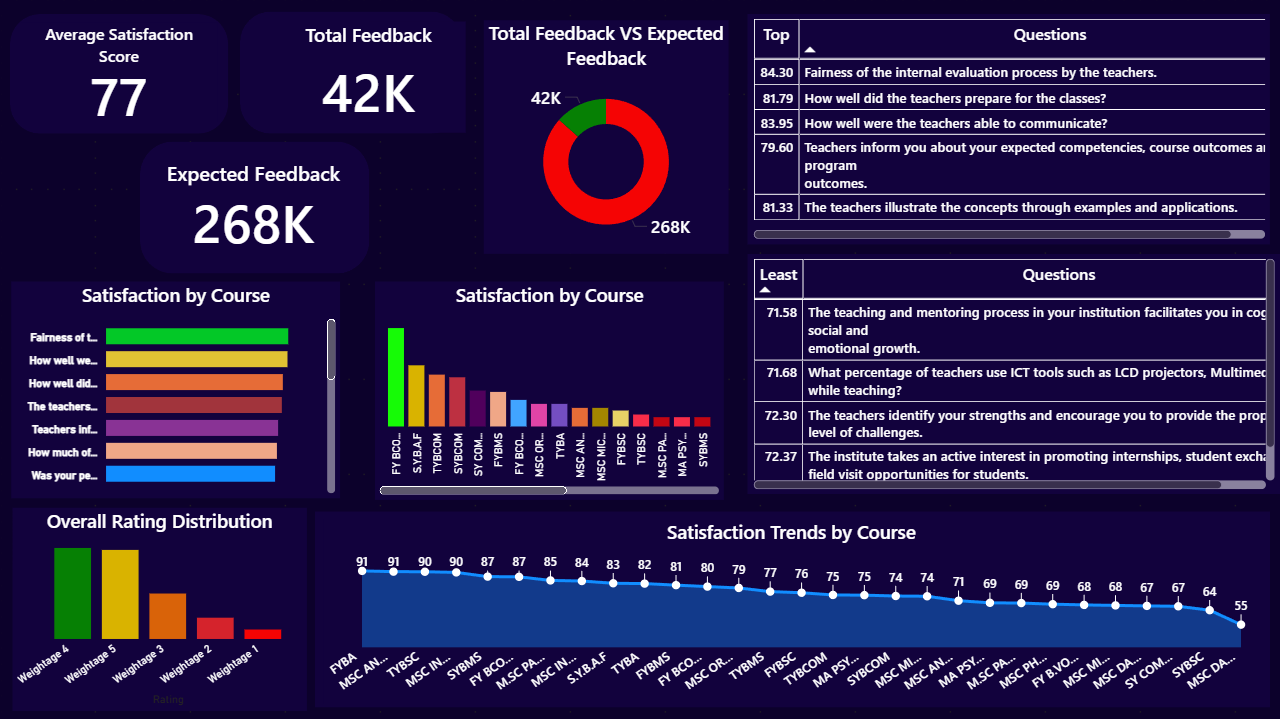 Average Satisfaction
Score
77
Total Feedback
42K
Expected Feedback
268K
Total Feedback VS Expected
Feedback
42K
268K
Top
Questions
84.30 Fairness of the internal evaluation process by the teachers.
81.79 How well did the teachers prepare for the classes?
83.95 How well were the teachers able to communicate?
79.60 Teachers inform you about your expected competencies, course outcomes an
program
outcomes.
81.33 The teachers illustrate the concepts through examples and applications.
Least
Questions
71.58 The teaching and mentoring process in your institution facilitates you in cog
social and
emotional growth.
71.68 What percentage of teachers use ICT tools such as LCD projectors, Multimed
while teaching?
72.30 The teachers identify your strengths and encourage you to provide the prop
level of challenges.
72.37 The institute takes an active interest in promoting internships, student excha
field visit opportunities for students.
Satisfaction by Course
Fairness of t...
How well we...
How well did...
The teachers...
Teachers inf...
How much of...
Was your pe...
Satisfaction by Course
FY BCO...
S.Y.B.A.F
TYBCOM
SYBCOM
SY COM...
FYBMS
FY BCO...
MSC OR...
TYBA
MSC AN...
MSC MIC...
FYBSC
TYBSC
M.SC PA...
MA PSY...
SYBMS
Overall Rating Distribution
Weightage 4
Weightage 5
Weightage 3
Weightage 2
Weightage 1
Rating
Satisfaction Trends by Course
91 91 90 90 87 87 85 84 83 82 81 80 79 77 76 75 75 74 74 71 69 69 69 68 68 67 67 64 55
FYBA
MSC AN...
TYBSC
MSC IN...
SYBMS
FY BCO...
M.SC PA...
MSC IN...
S.Y.B.A.F
TYBA
FYBMS
FY BCO...
MSC OR...
TYBMS
FYBSC
TYBCOM
MA PSY...
SYBCOM
MSC MI...
MSC AN...
MA PSY...
M.SC PA...
MSC PH...
FY B.VO...
MSC MI...
MSC DA...
SY COM...
SYBSC
MSC DA...